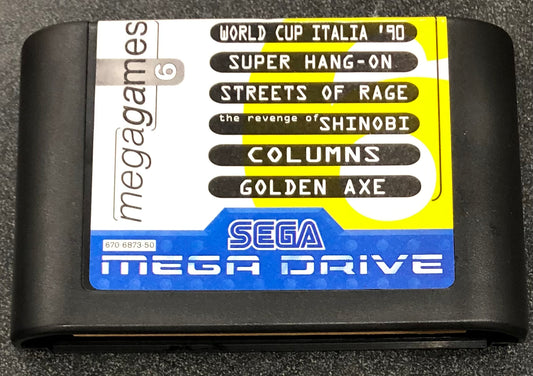 megagames
6
WORLD CUP ITALIA '90
SUPER HANG-ON
STREETS OF RAGE
the revenge of SHINOBI
COLUMNS
GOLDEN AXE
6
SEGA
670-6873-50
MEGA DRIVE